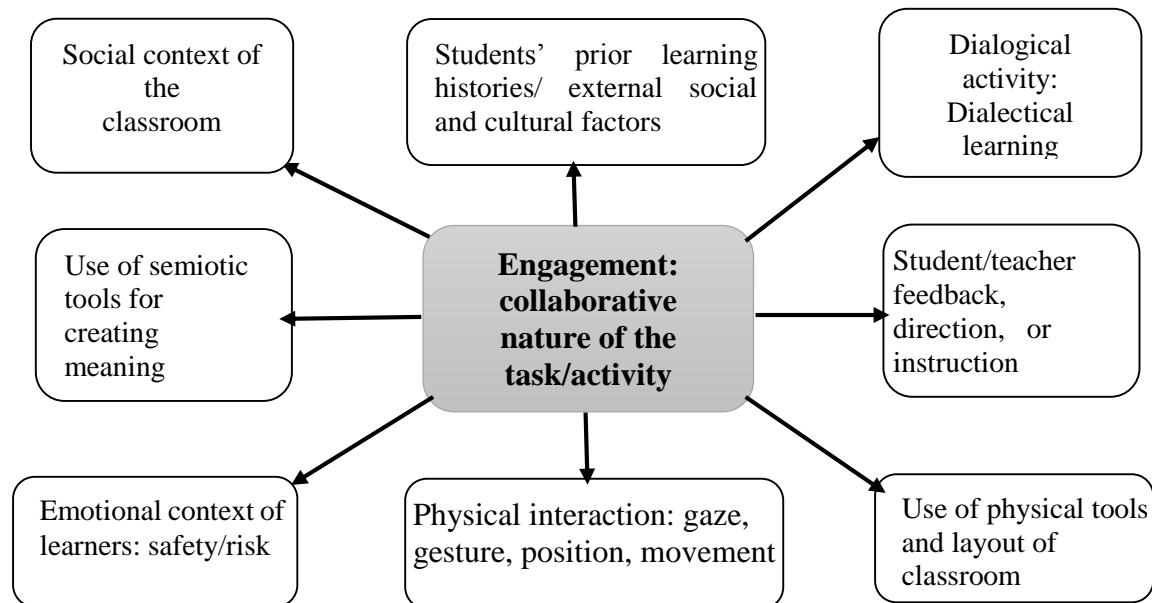 Social context of
the
classroom
Students’ prior learning
histories/ external social
and cultural factors
Dialogical
activity:
Dialectical
learning
Use of semiotic
tools for
creating
meaning
Engagement:
collaborative
nature of the
task/activity
Student/teacher
feedback,
direction, or
instruction
Emotional context of
learners: safety/risk
Physical interaction: gaze,
gesture, position, movement
Use of physical tools
and layout of
classroom